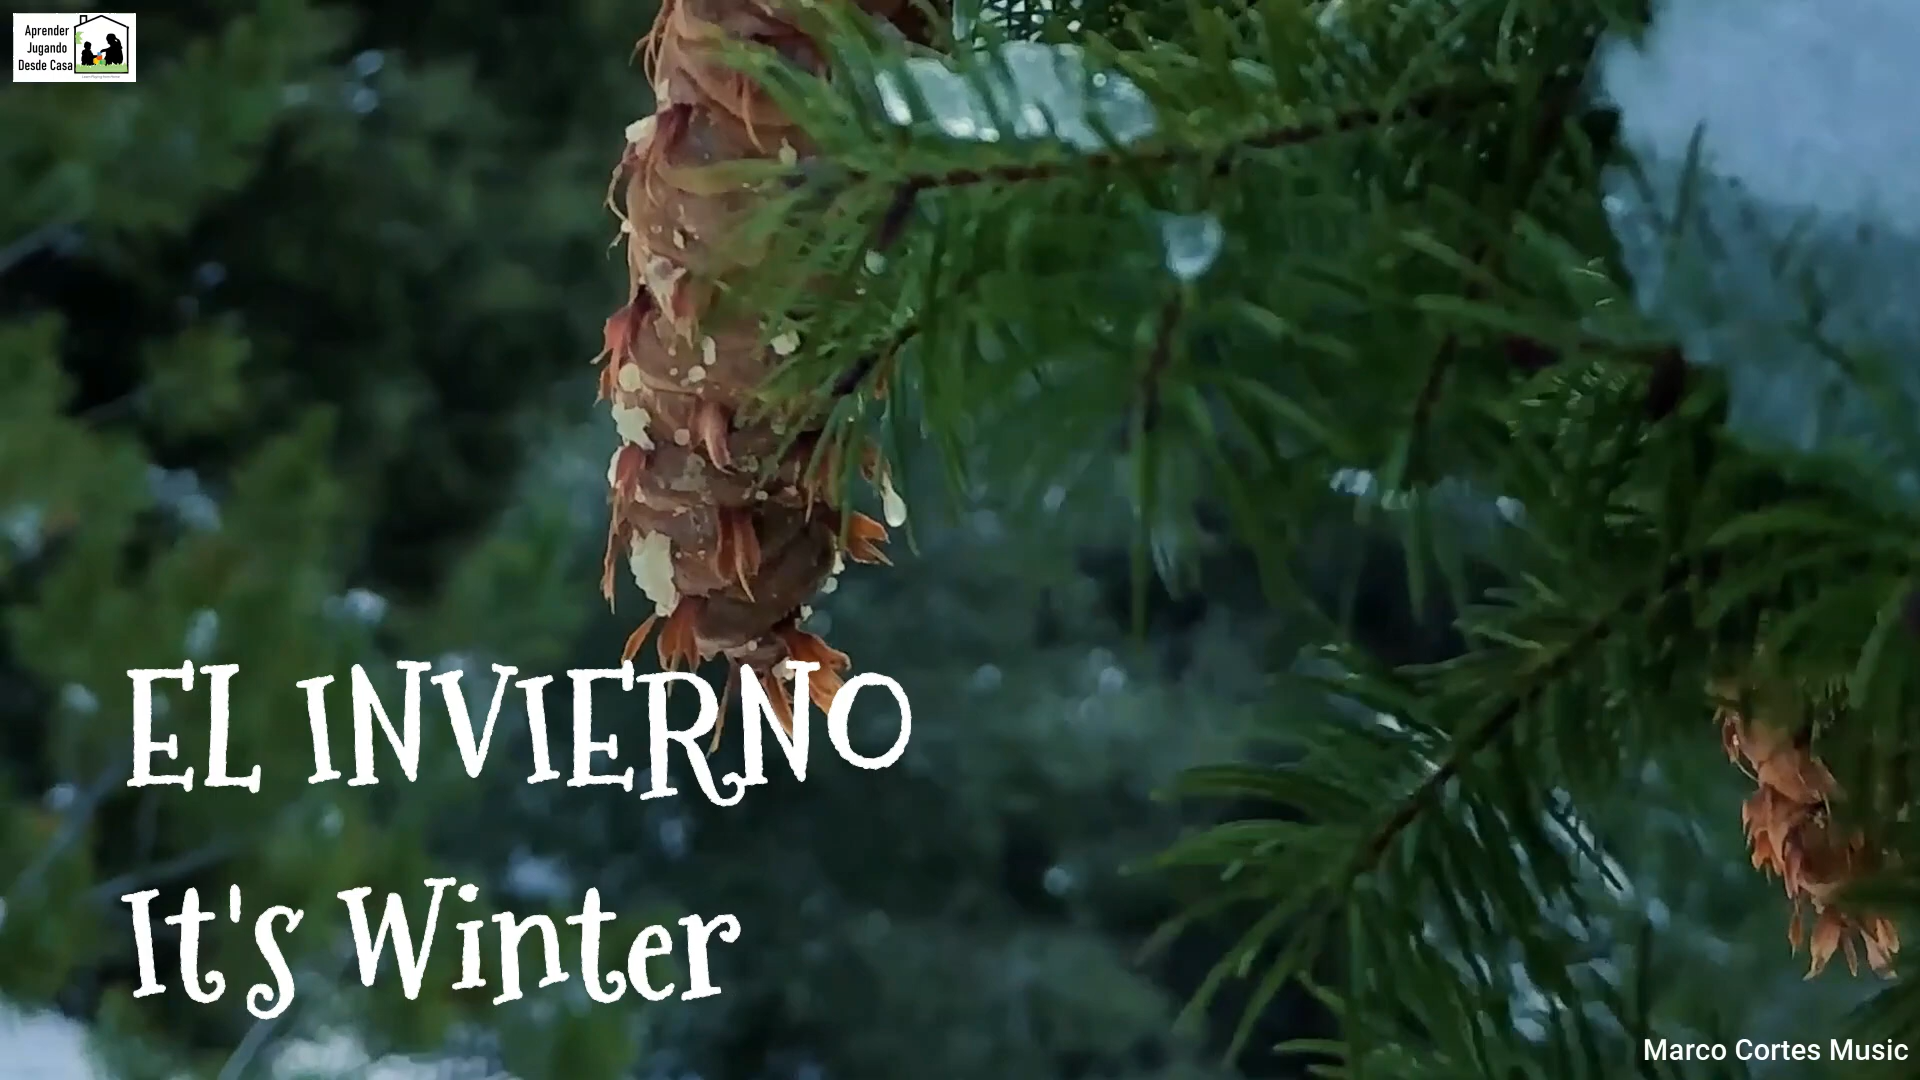 Aprender
Jugando
Desde Casa
EL INVIERNO
It's Winter
Marco Cortes Music